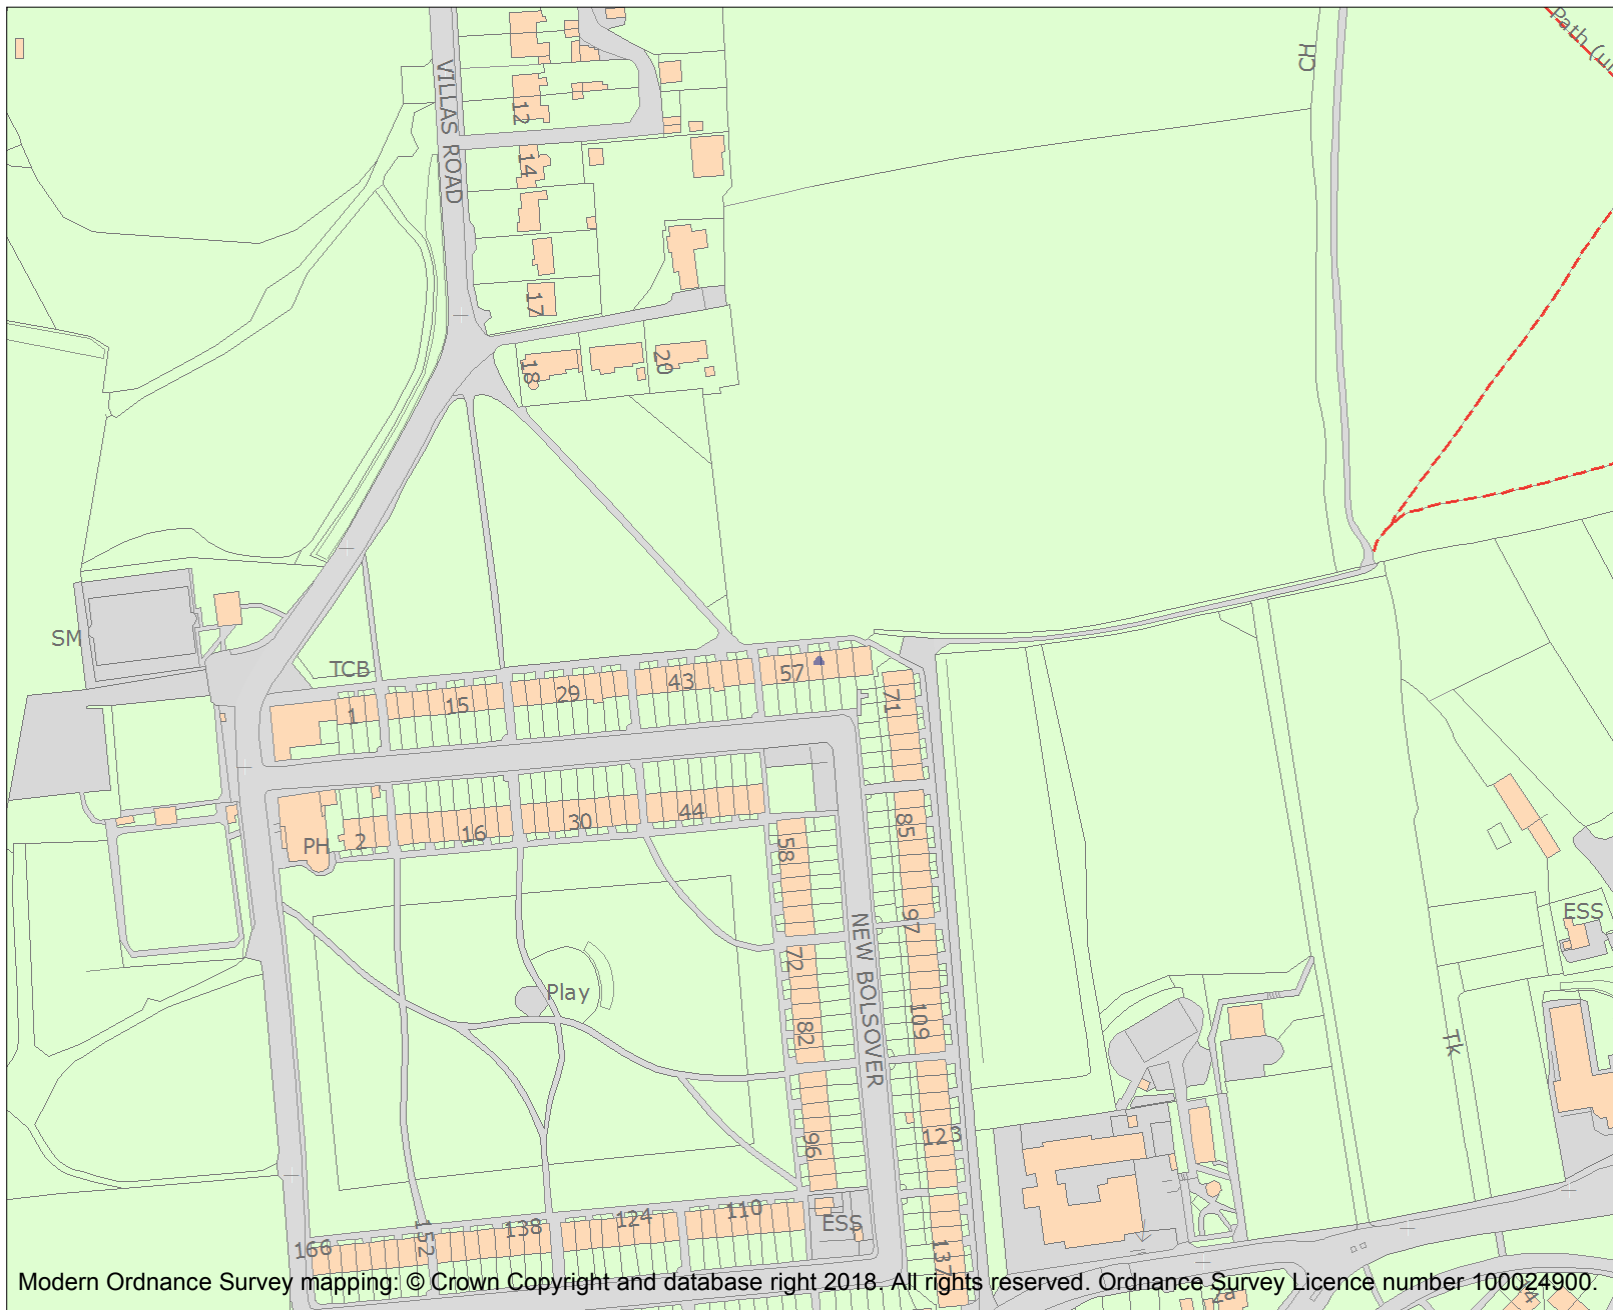 Path (u
CH
VILLAS ROAD
12
14
17
18
20
SM
TCB
1
15
29
43
57
71
2
16
30
44
PH
58
85
97
NEW BOLSOVER
72
Play
82
109
ESS
Tk
96
123
110
124
138
152
166
ESS
137
Modern Ordnance Survey mapping: © Crown Copyright and database right 2018. All rights reserved. Ordnance Survey Licence number 100024900.